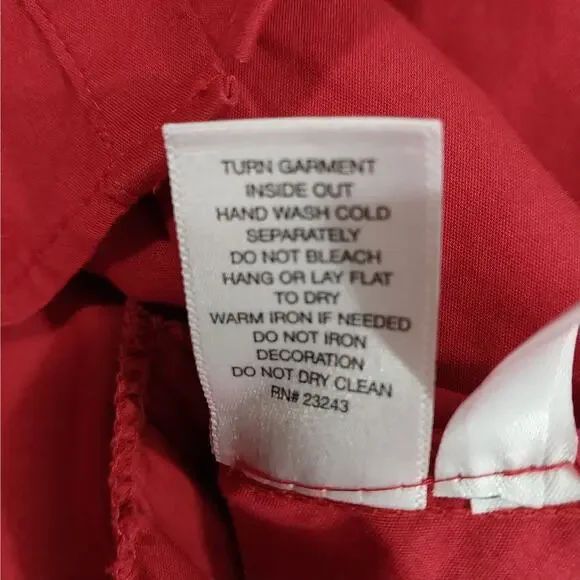 TURN GARMENT
INSIDE OUT
HAND WASH COLD
SEPARATELY
DO NOT BLEACH
HANG OR LAY FLAT
TO DRY
WARM IRON IF NEEDED
DO NOT IRON
DECORATION
DO NOT DRY CLEAN
RN# 23243